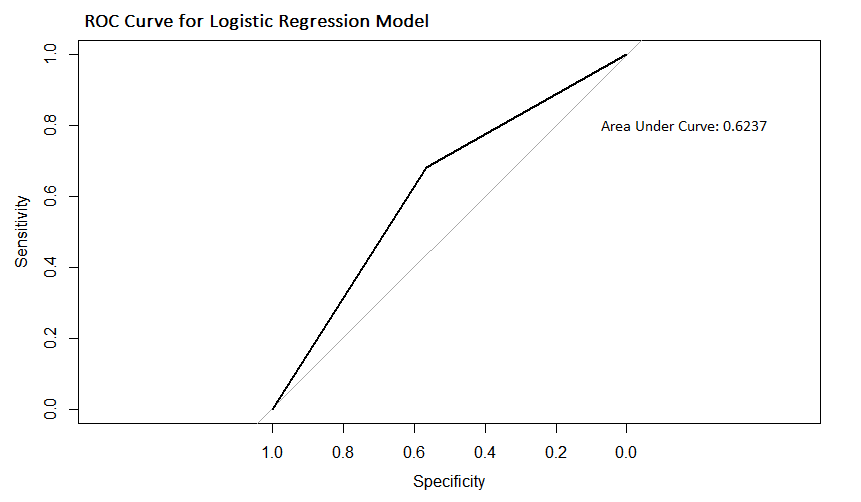 ROC Curve for Logistic Regression Model
Area Under Curve: 0.6237
Sensitivity
1.0
0.8
0.6
0.4
0.2
0.0
1.0 0.8 0.6 0.4 0.2 0.0
Specificity